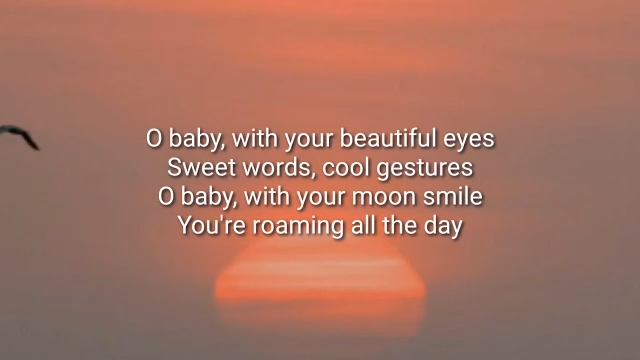 O baby, with your beautiful eyes
Sweet words, cool gestures
O baby, with your moon smile
You're roaming all the day